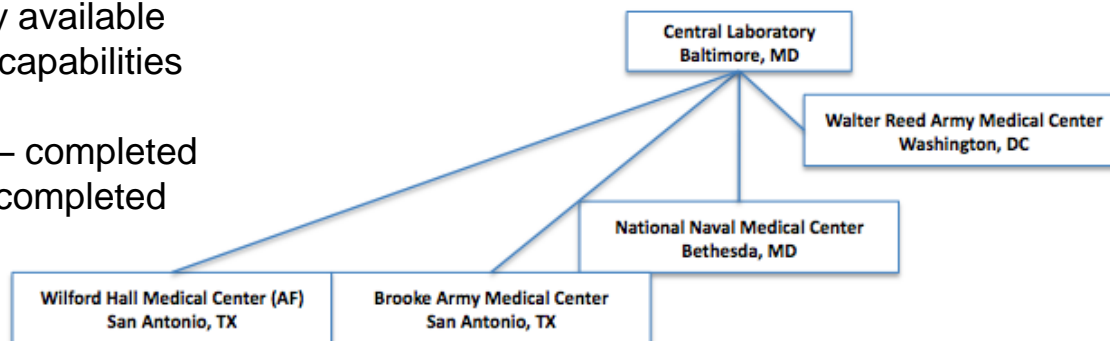 available
capabilities
– completed
completed
Central Laboratory
Baltimore, MD
Walter Reed Army Medical Center
Washington, DC
National Naval Medical Center
Bethesda, MD
Wilford Hall Medical Center (AF)
San Antonio, TX
Brooke Army Medical Center
San Antonio, TX